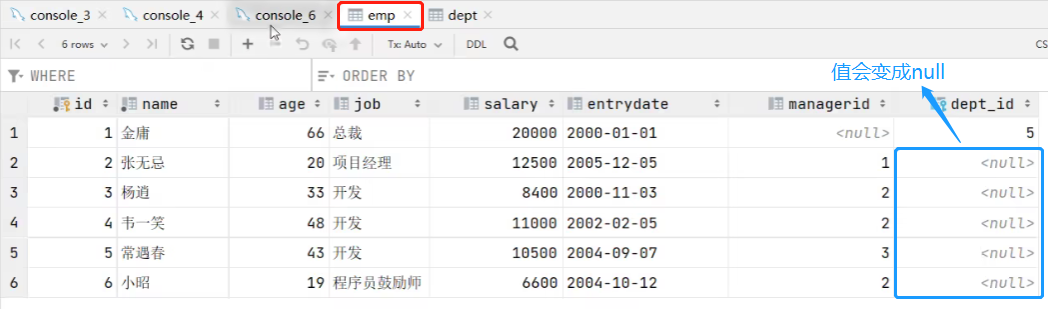 console_3 console_4 console_6 emp dept
6 rows Tx: Auto DDL CS
WHERE ORDER BY
值会变成null
id name age job salary entrydate managerid dept_id
1 1 金庸 66 总裁 20000 2000-01-01 <null> 5
2 2 张无忌 20 项目经理 12500 2005-12-05 1 <null>
3 3 杨逍 33 开发 8400 2000-11-03 2 <null>
4 4 韦一笑 48 开发 11000 2002-02-05 2 <null>
5 5 常遇春 43 开发 10500 2004-09-07 3 <null>
6 6 小昭 19 程序员鼓励师 6600 2004-10-12 2 <null>